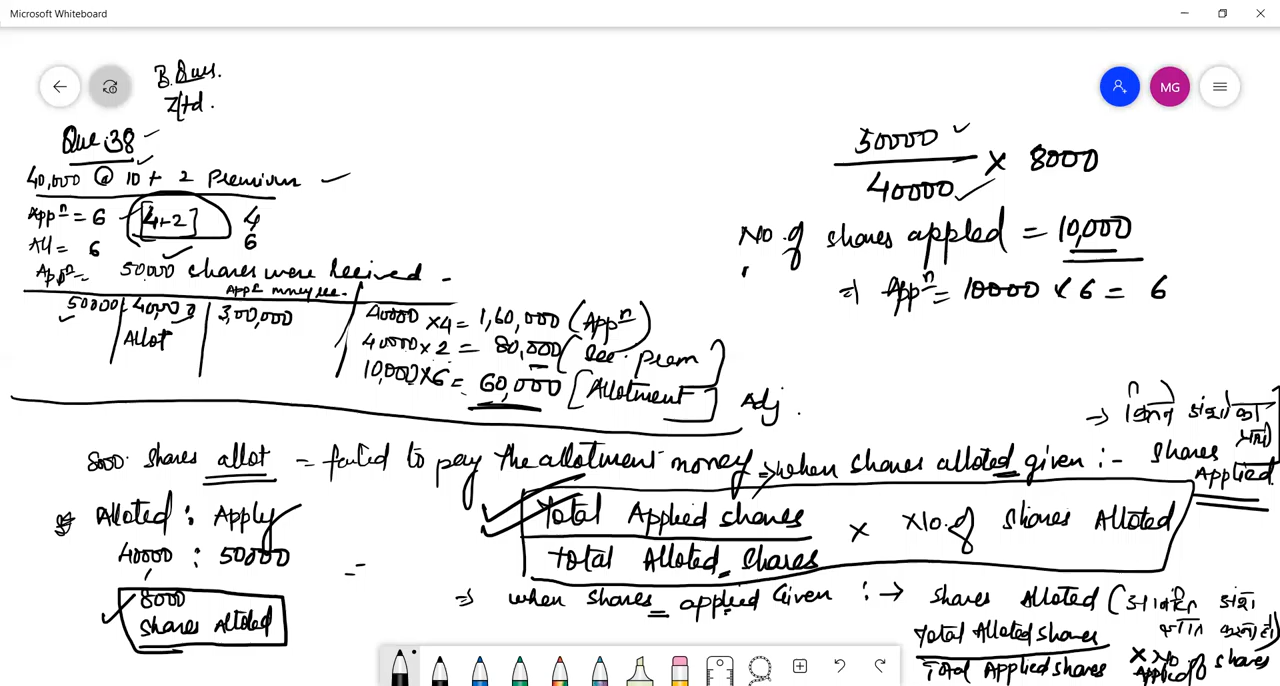 Microsoft Whiteboard
MG
B. Ques.
Que 38
40,000 @ 10 + 2 Premium
Appn = 6 [4+2] 4
All = 6 6
Appn = 50000 shares were received -
Appn money rec.
50000 40000
Allot
3,00,000
40000 × 4 = 1,60,000 (Appn)
40000 × 2 = 80,000 (Sec. Prem)
10,000 × 6 = 60,000 [Allotment] Adj.
50000
40000
× 8000
No. of shares applied = 10,000
⇒ Appn = 10000 × 6 = 6
8000 shares allot = failed to pay the allotment money ⇒ when shares alloted given :- Shares Applied
Alloted : Apply
40000 : 50000
8000
Shares Alloted
=
Total Applied shares
Total Alloted shares
× No. of Shares Alloted
⇒ when shares applied Given : → Shares Alloted
Total Alloted shares
Total Applied shares
× No of shares Applied